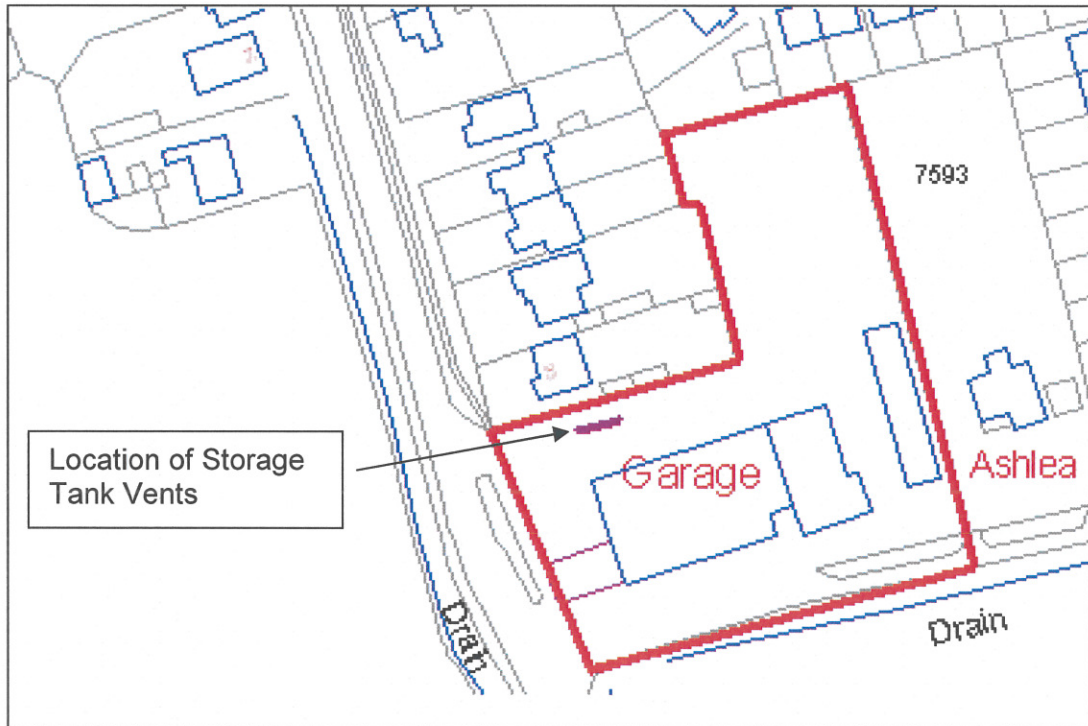 7593
Location of Storage
Tank Vents
Garage
Ashlea
Drain
Drain